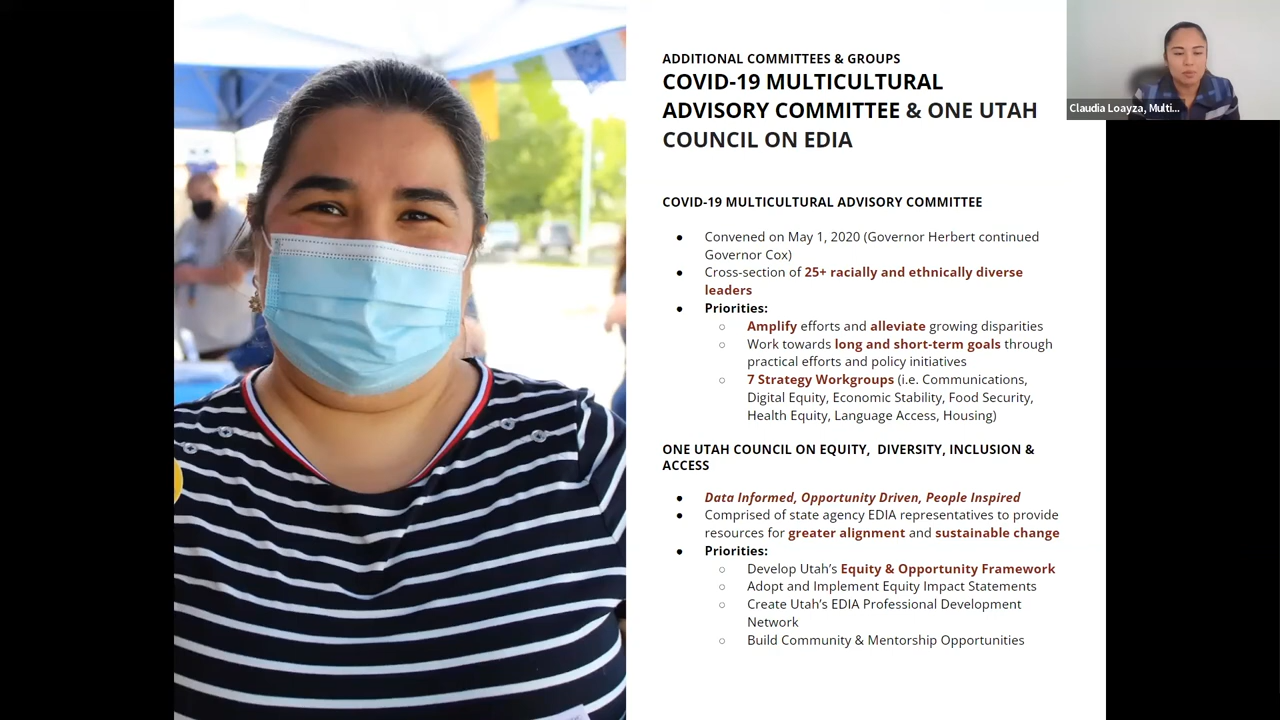 ADDITIONAL COMMITTEES & GROUPS
COVID-19 MULTICULTURAL
ADVISORY COMMITTEE & ONE UTAH
COUNCIL ON EDIA
Claudia Loayza, Multi...
COVID-19 MULTICULTURAL ADVISORY COMMITTEE
● Convened on May 1, 2020 (Governor Herbert continued
Governor Cox)
● Cross-section of 25+ racially and ethnically diverse
leaders
● Priorities:
○ Amplify efforts and alleviate growing disparities
○ Work towards long and short-term goals through
practical efforts and policy initiatives
○ 7 Strategy Workgroups (i.e. Communications,
Digital Equity, Economic Stability, Food Security,
Health Equity, Language Access, Housing)
ONE UTAH COUNCIL ON EQUITY, DIVERSITY, INCLUSION &
ACCESS
● Data Informed, Opportunity Driven, People Inspired
● Comprised of state agency EDIA representatives to provide
resources for greater alignment and sustainable change
● Priorities:
○ Develop Utah’s Equity & Opportunity Framework
○ Adopt and Implement Equity Impact Statements
○ Create Utah’s EDIA Professional Development
Network
○ Build Community & Mentorship Opportunities